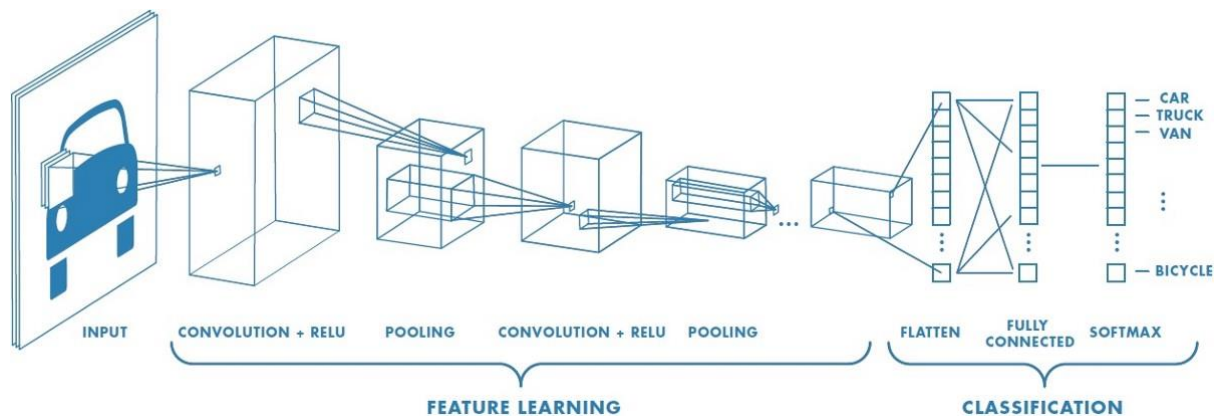 CAR
TRUCK
VAN
BICYCLE
INPUT
CONVOLUTION + RELU
POOLING
CONVOLUTION + RELU
POOLING
FLATTEN
FULLY
CONNECTED
SOFTMAX
FEATURE LEARNING
CLASSIFICATION